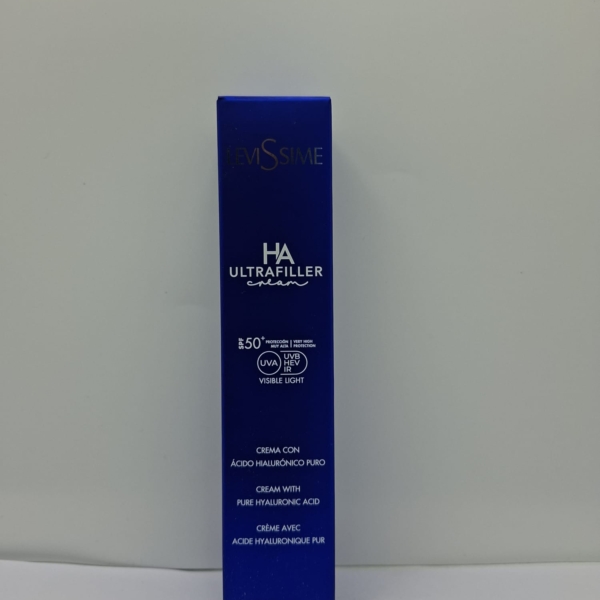 LEVISSIME
HA
ULTRAFILLER
cream
SPF 50+ PROTECCIÓN MUY ALTA | VERY HIGH PROTECTION
UVA UVB HEV IR
VISIBLE LIGHT
CREMA CON
ÁCIDO HIALURÓNICO PURO
CREAM WITH
PURE HYALURONIC ACID
CRÈME AVEC
ACIDE HYALURONIQUE PUR